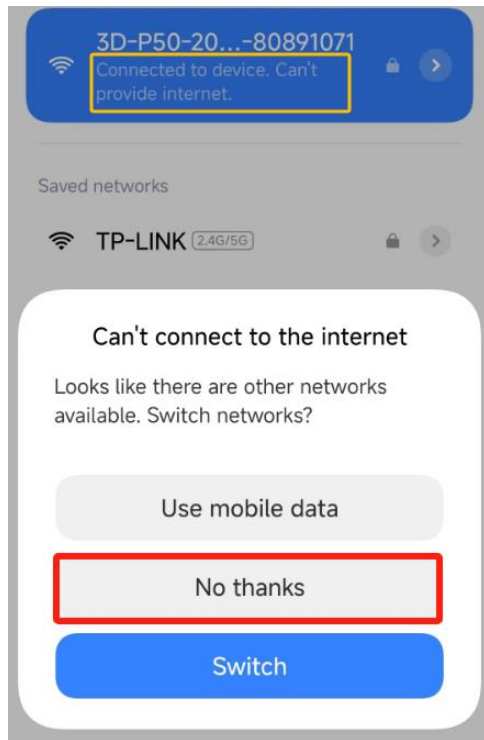 3D-P50-20...-80891071
Connected to device. Can't
provide internet.
Saved networks
TP-LINK 2.4G/5G
Can't connect to the internet
Looks like there are other networks
available. Switch networks?
Use mobile data
No thanks
Switch